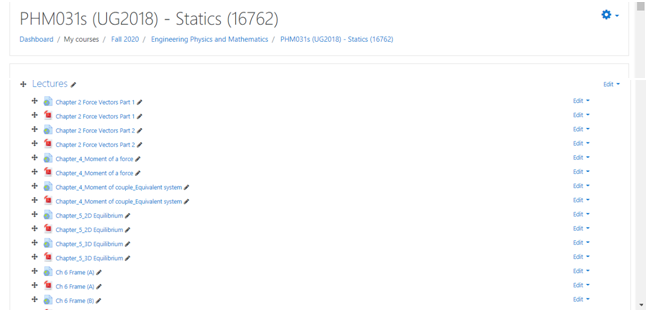 PHM031s (UG2018) - Statics (16762)
Dashboard / My courses / Fall 2020 / Engineering Physics and Mathematics / PHM031s (UG2018) - Statics (16762)
Lectures Edit
Chapter 2 Force Vectors Part 1 Edit
Chapter 2 Force Vectors Part 1 Edit
Chapter 2 Force Vectors Part 2 Edit
Chapter 2 Force Vectors Part 2 Edit
Chapter_4_Moment of a force Edit
Chapter_4_Moment of a force Edit
Chapter_4_Moment of couple_Equivalent system Edit
Chapter_4_Moment of couple_Equivalent system Edit
Chapter_5_2D Equilibrium Edit
Chapter_5_2D Equilibrium Edit
Chapter_5_3D Equilibrium Edit
Chapter_5_3D Equilibrium Edit
Ch 6 Frame (A) Edit
Ch 6 Frame (A) Edit
Ch 6 Frame (B) Edit